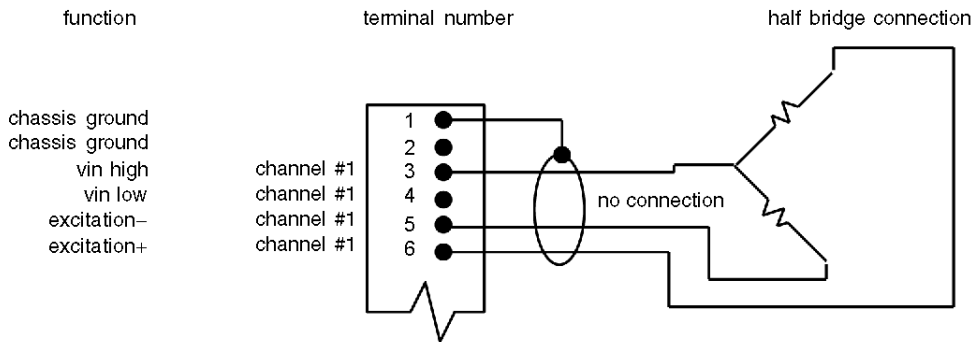 function terminal number half bridge connection
chassis ground 1
chassis ground 2
vin high channel #1 3
vin low channel #1 4 no connection
excitation− channel #1 5
excitation+ channel #1 6